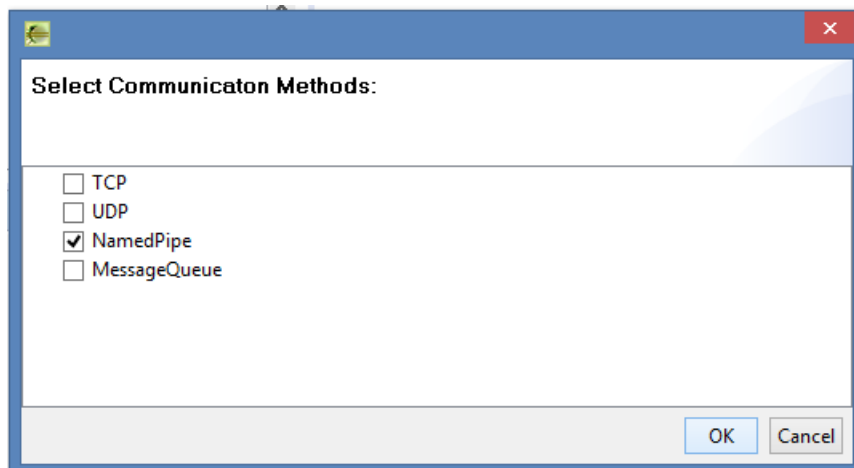 Select Communicaton Methods:
TCP
UDP
NamedPipe
MessageQueue
OK Cancel